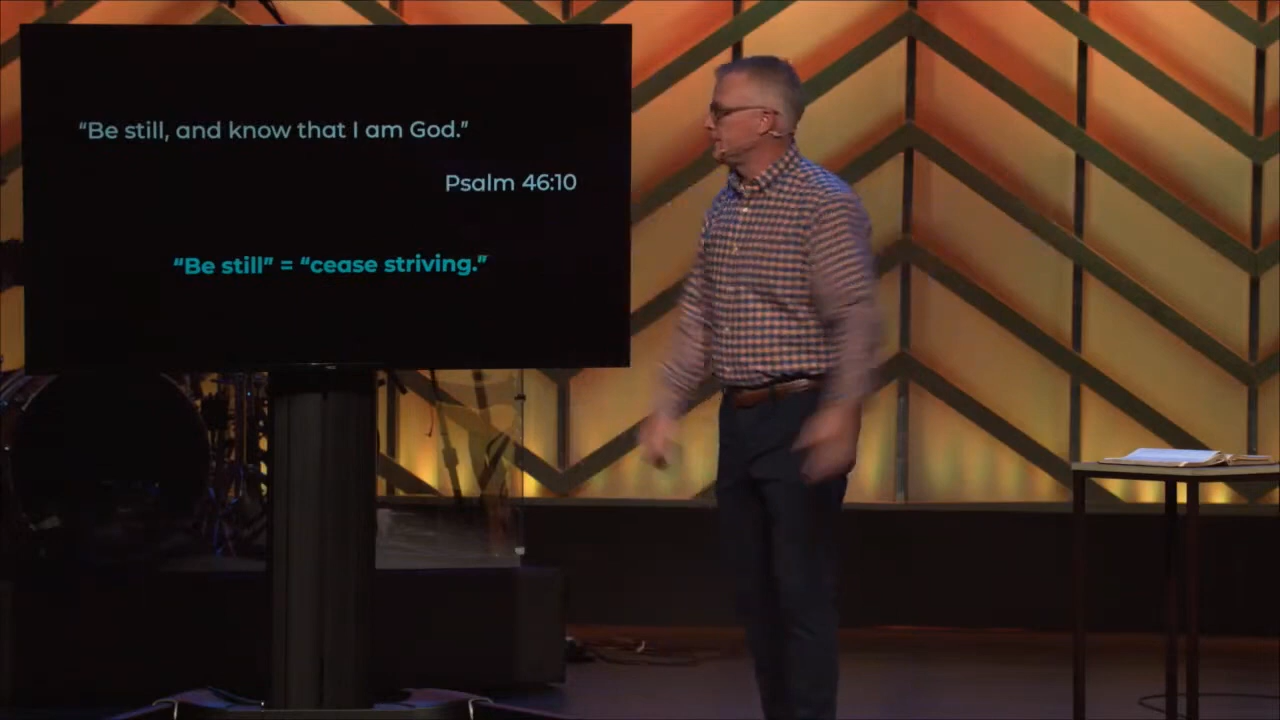 “Be still, and know that I am God.”
Psalm 46:10
“Be still” = “cease striving.”